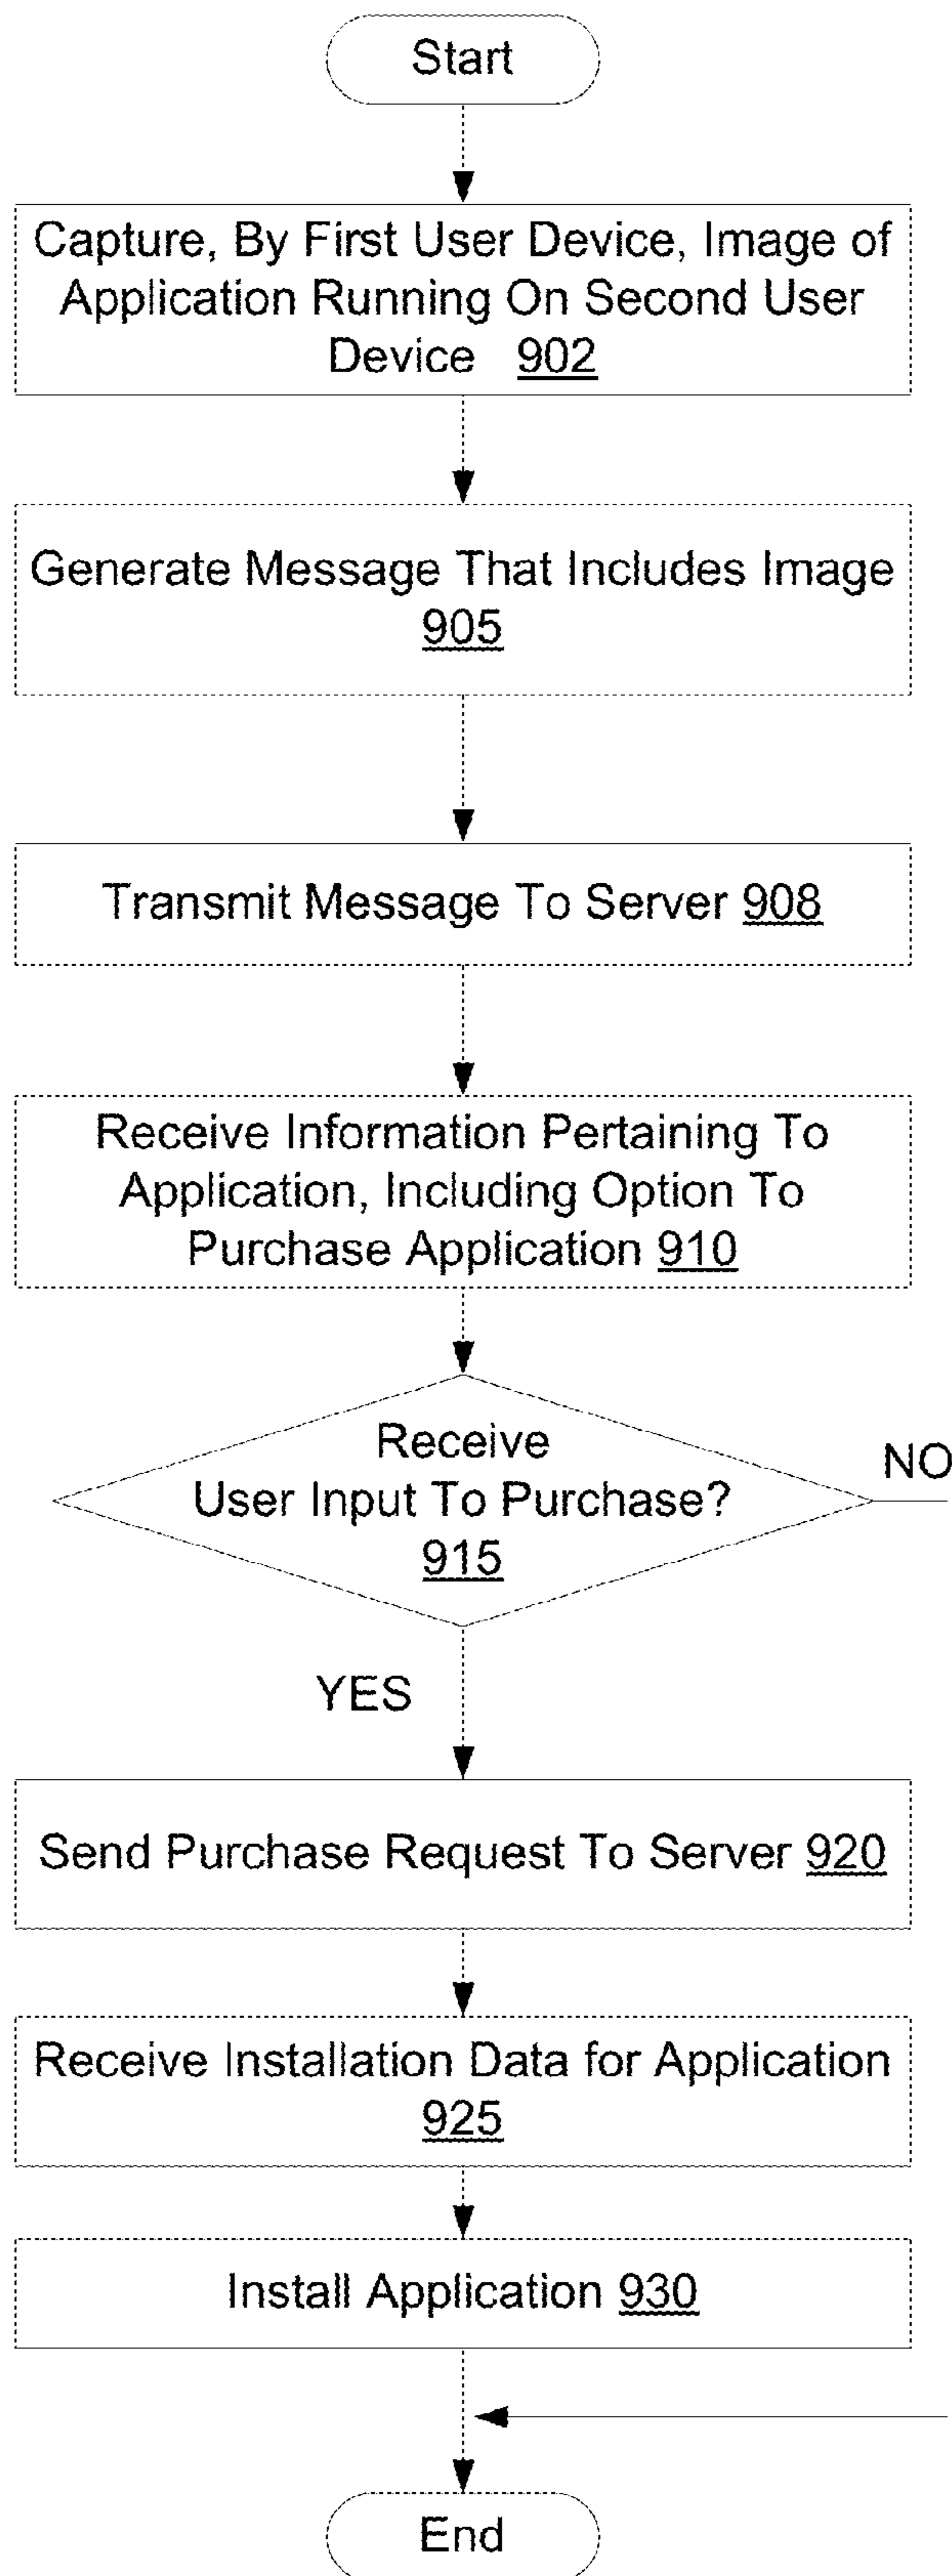 Start
Capture, By First User Device, Image of
Application Running On Second User
Device 902
Generate Message That Includes Image
905
Transmit Message To Server 908
Receive Information Pertaining To
Application, Including Option To
Purchase Application 910
Receive
User Input To Purchase?
915
NO
YES
Send Purchase Request To Server 920
Receive Installation Data for Application
925
Install Application 930
End